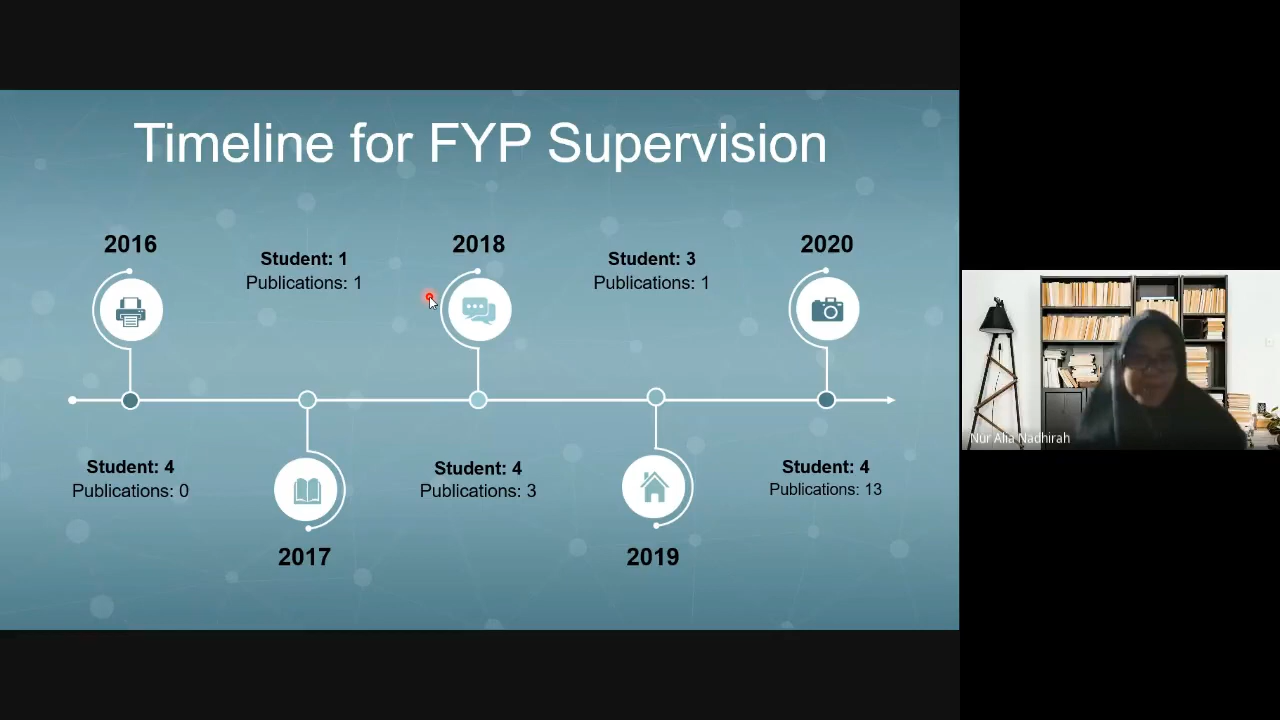 Timeline for FYP Supervision
2016
Student: 4
Publications: 0
Student: 1
Publications: 1
2017
2018
Student: 4
Publications: 3
Student: 3
Publications: 1
2019
2020
Student: 4
Publications: 13
Nur Alia Nadhirah